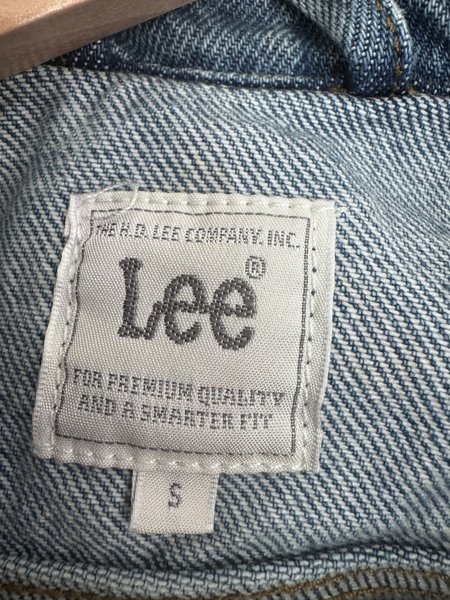 THE H.D. LEE COMPANY. INC.
Lee®
FOR PREMIUM QUALITY
AND A SMARTER FIT
S